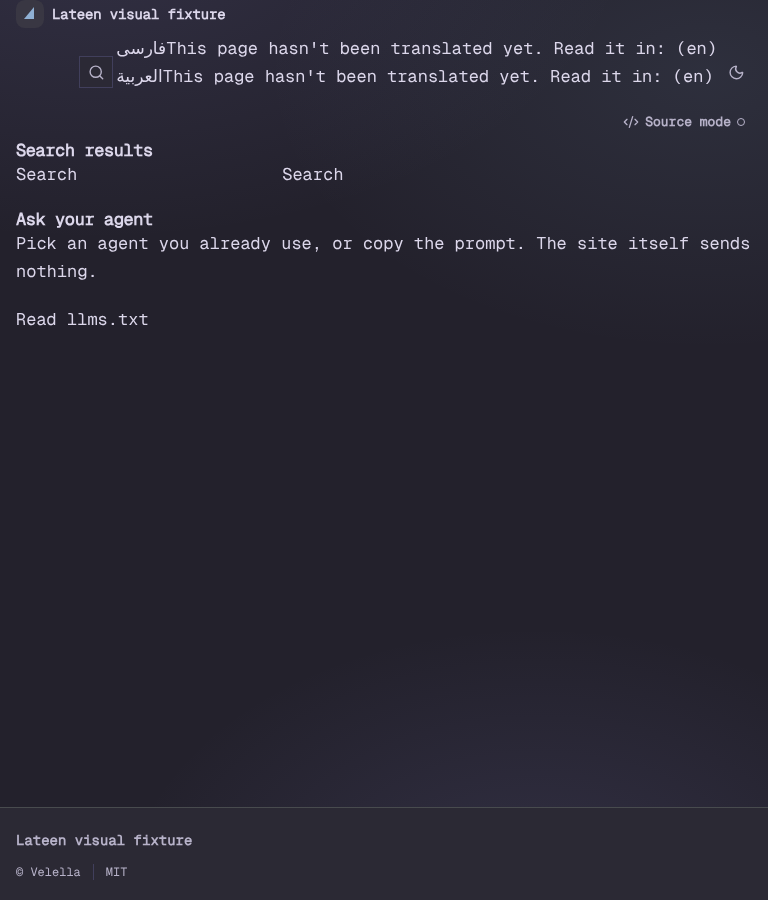 Lateen visual fixture
فارسیThis page hasn't been translated yet. Read it in: (en)
العربيةThis page hasn't been translated yet. Read it in: (en)
</> Source mode
Search results
Search Search
Ask your agent
Pick an agent you already use, or copy the prompt. The site itself sends
nothing.
Read llms.txt
Lateen visual fixture
© Velella MIT